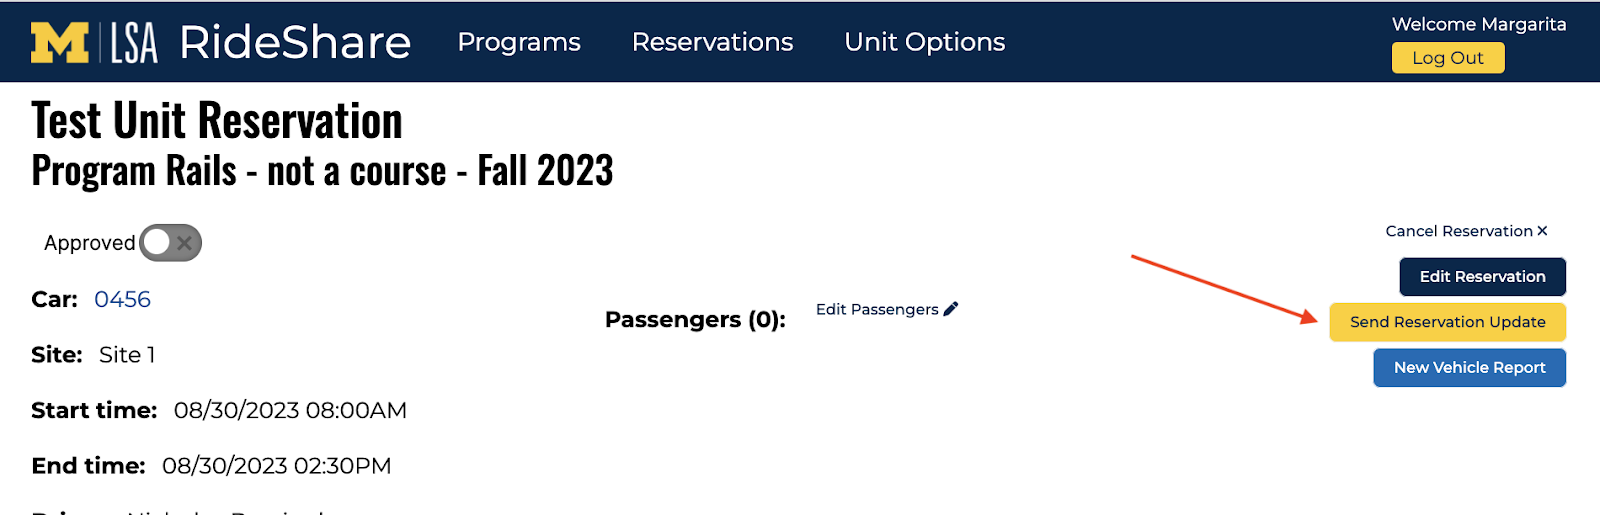 M LSA RideShare Programs Reservations Unit Options
Welcome Margarita
Log Out
Test Unit Reservation
Program Rails - not a course - Fall 2023
Approved
Cancel Reservation ×
Edit Reservation
Car: 0456
Passengers (0): Edit Passengers
Send Reservation Update
Site: Site 1
New Vehicle Report
Start time: 08/30/2023 08:00AM
End time: 08/30/2023 02:30PM